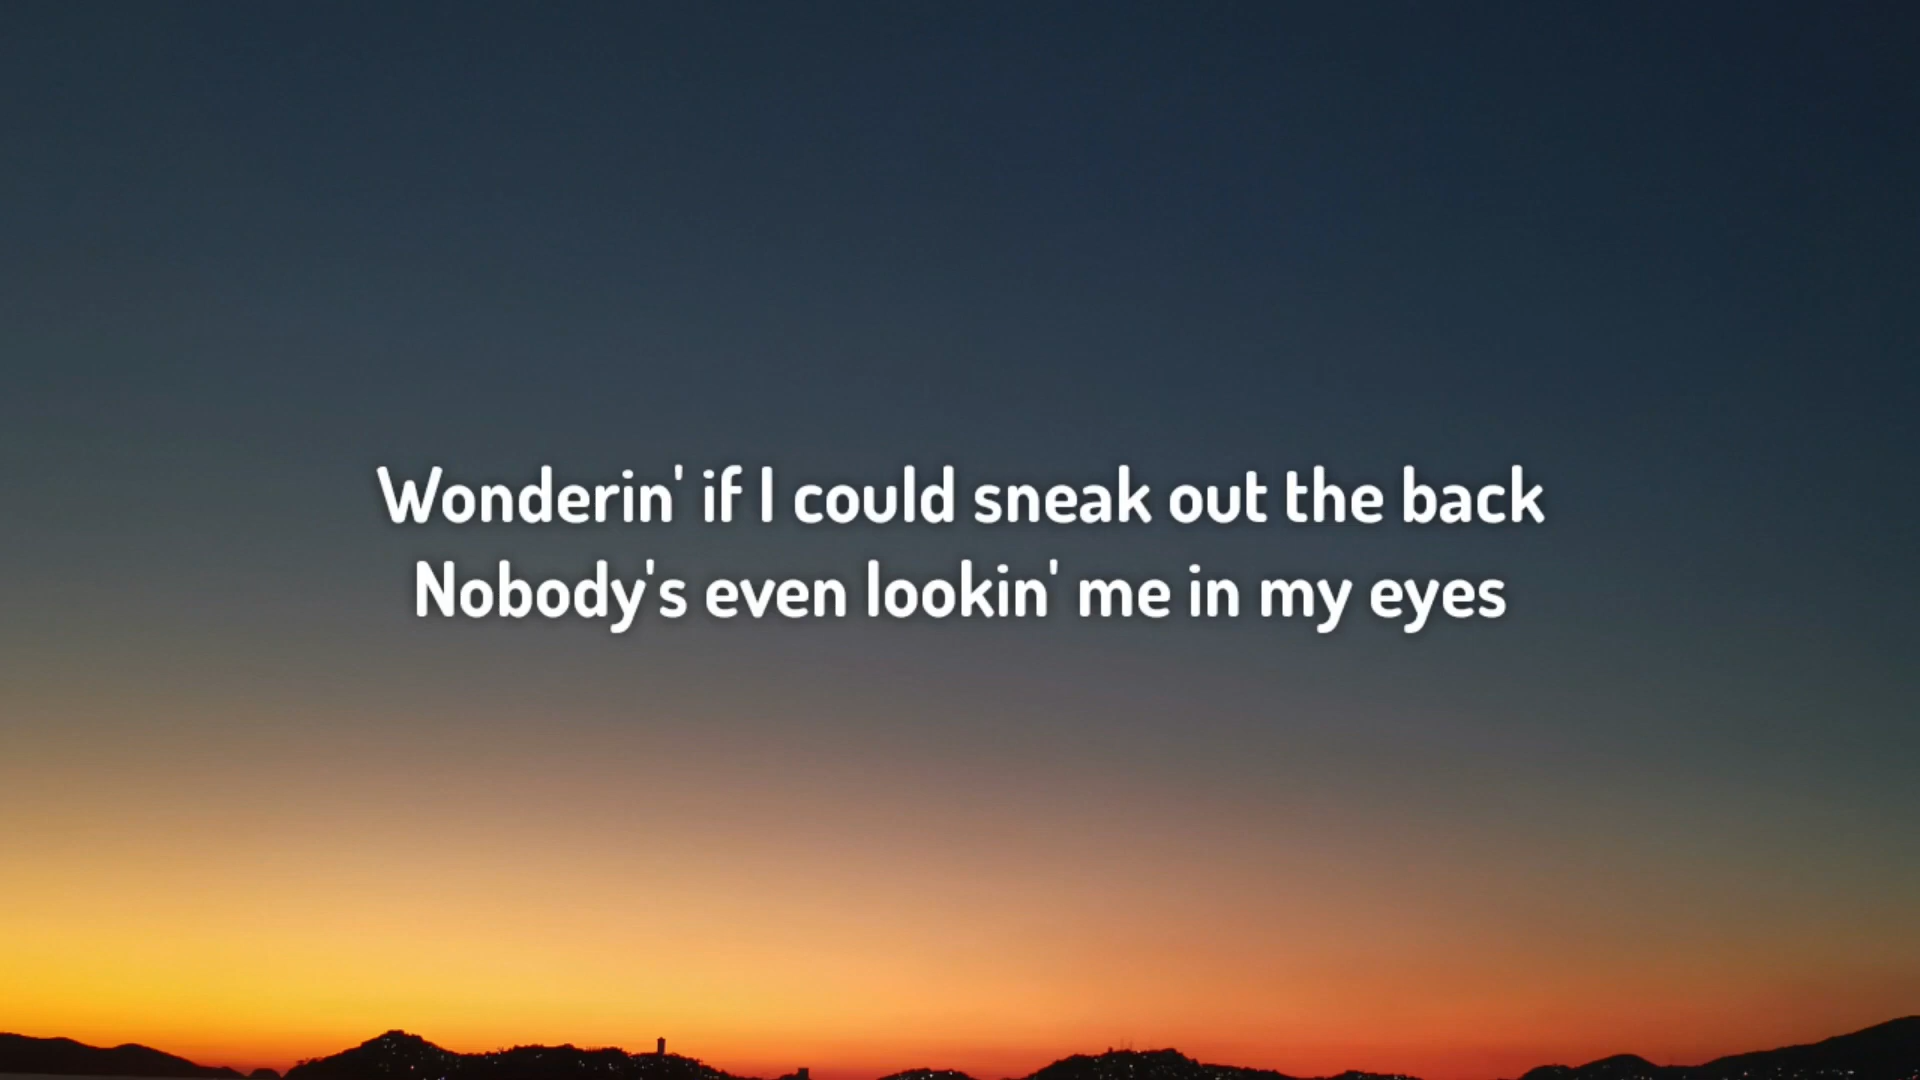 Wonderin' if I could sneak out the back
Nobody's even lookin' me in my eyes